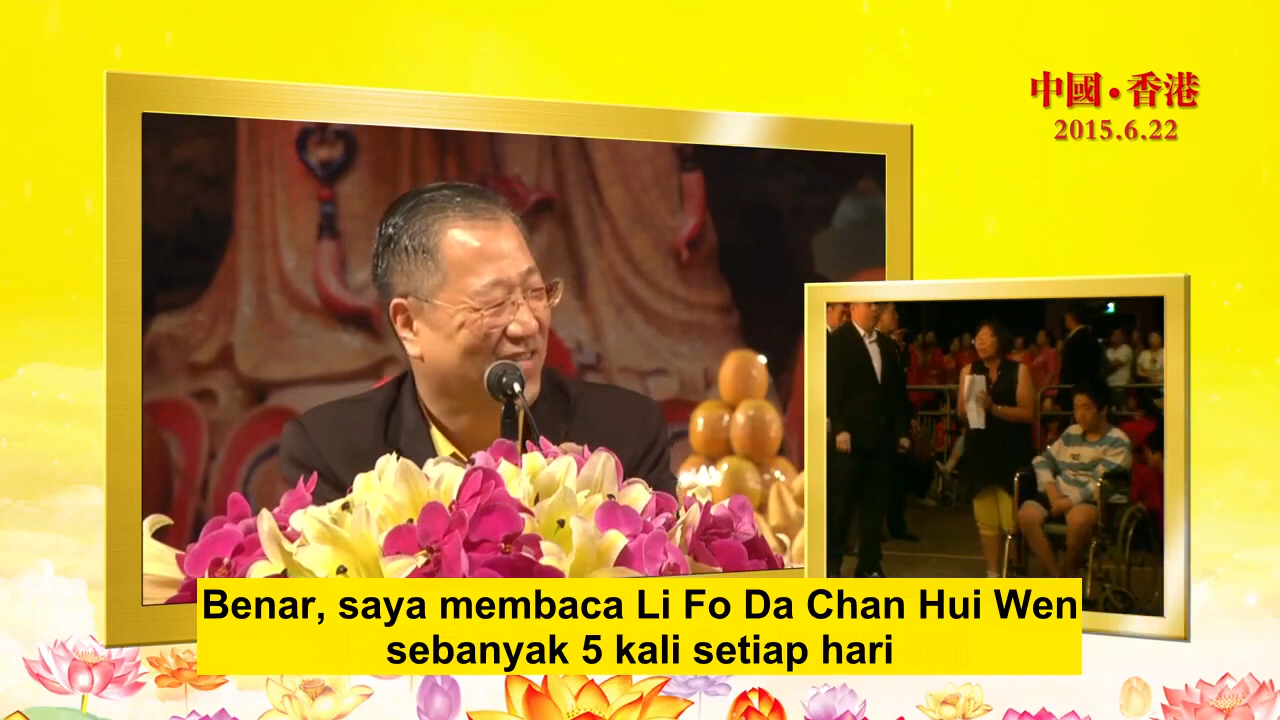 中國·香港
2015.6.22
Benar, saya membaca Li Fo Da Chan Hui Wen
sebanyak 5 kali setiap hari